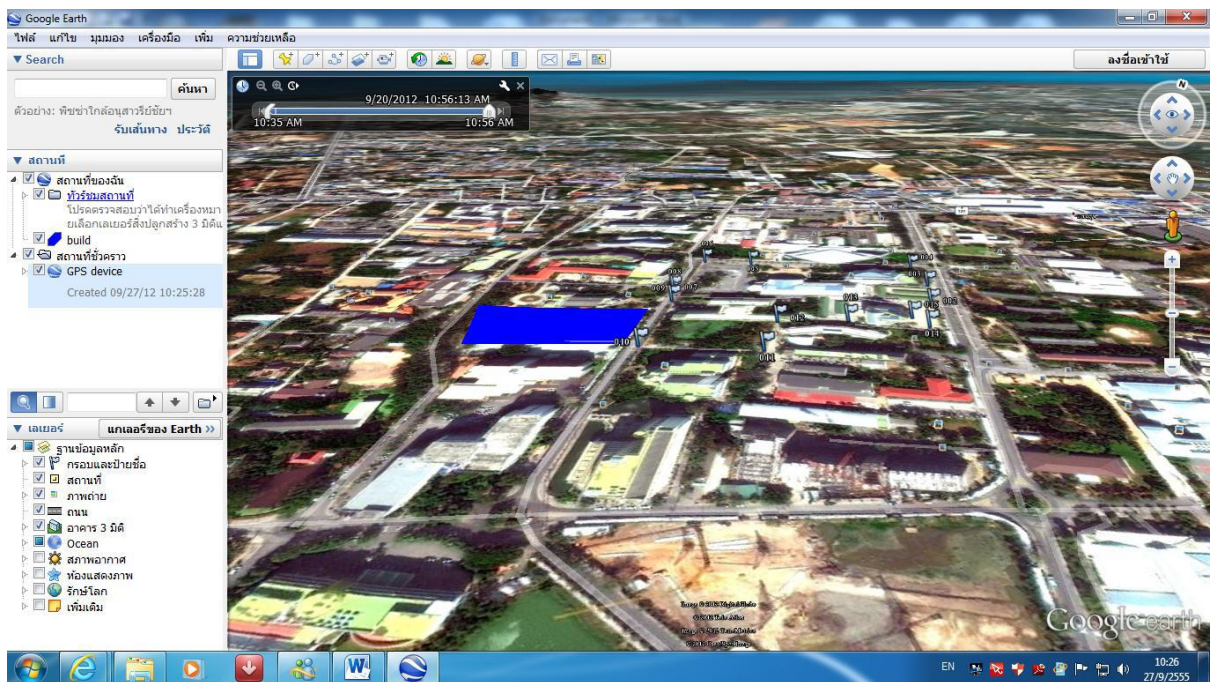 Google Earth
ไฟล์ แก้ไข มุมมอง เครื่องมือ เพิ่ม ความช่วยเหลือ
Search
ลงชื่อเข้าใช้
ค้นหา
ตัวอย่าง: พิซซ่าใกล้อนุสาวรีย์ชัยฯ
รับเส้นทาง ประวัติ
9/20/2012 10:56:13 AM
10:35 AM 10:56 AM
สถานที่
สถานที่ของฉัน
ทัวร์ชมสถานที่
โปรดตรวจสอบว่าได้ทำเครื่องหมา
ยเลือกเลเยอร์สิ่งปลูกสร้าง 3 มิติแ
build
สถานที่ชั่วคราว
GPS device
Created 09/27/12 10:25:28
N
004
003
008
009 007
002
013
012
014
010
011
เลเยอร์
แกเลอรีของ Earth >>
ฐานข้อมูลหลัก
กรอบและป้ายชื่อ
สถานที่
ภาพถ่าย
ถนน
อาคาร 3 มิติ
Ocean
สภาพอากาศ
ห้องแสดงภาพ
รักษ์โลก
เพิ่มเติม
Google earth
EN
10:26
27/9/2555